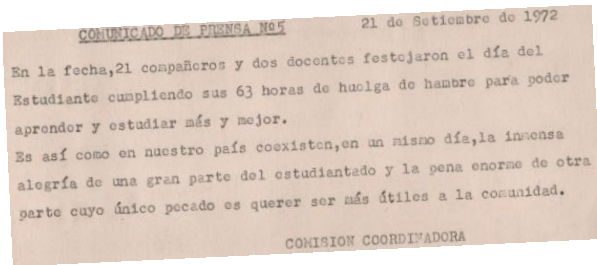 COMUNICADO DE PRENSA Nº5 21 de Setiembre de 1972
En la fecha,21 compañeros y dos docentes festejaron el día del
Estudiante cumpliendo sus 63 horas de huelga de hambre para poder
aprender y estudiar más y mejor.
Es así como en nuestro país coexisten,en un mismo día,la inmensa
alegría de una gran parte del estudiantado y la pena enorme de otra
parte cuyo único pecado es querer ser más útiles a la comunidad.
COMISION COORDINADORA